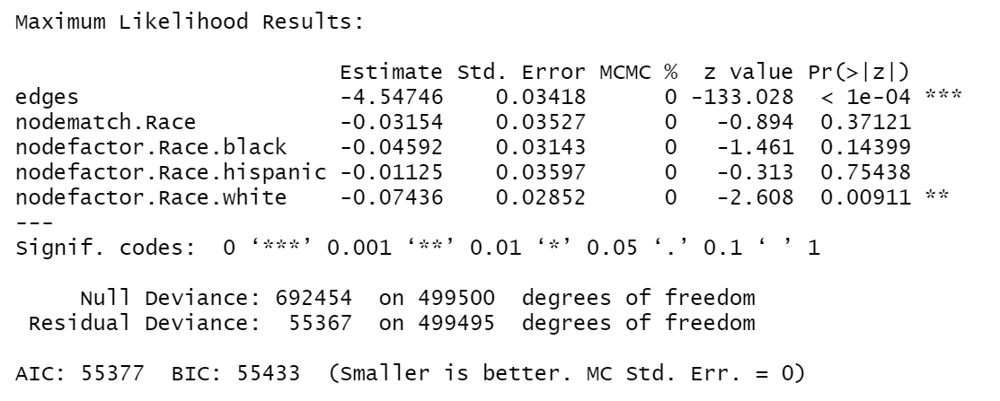 Maximum Likelihood Results:
Estimate Std. Error MCMC % z value Pr(>|z|)
edges -4.54746 0.03418 0 -133.028 < 1e-04 ***
nodematch.Race -0.03154 0.03527 0 -0.894 0.37121
nodefactor.Race.black -0.04592 0.03143 0 -1.461 0.14399
nodefactor.Race.hispanic -0.01125 0.03597 0 -0.313 0.75438
nodefactor.Race.white -0.07436 0.02852 0 -2.608 0.00911 **
---
Signif. codes: 0 ‘***’ 0.001 ‘**’ 0.01 ‘*’ 0.05 ‘.’ 0.1 ‘ ’ 1
Null Deviance: 692454 on 499500 degrees of freedom
Residual Deviance: 55367 on 499495 degrees of freedom
AIC: 55377 BIC: 55433 (Smaller is better. MC Std. Err. = 0)